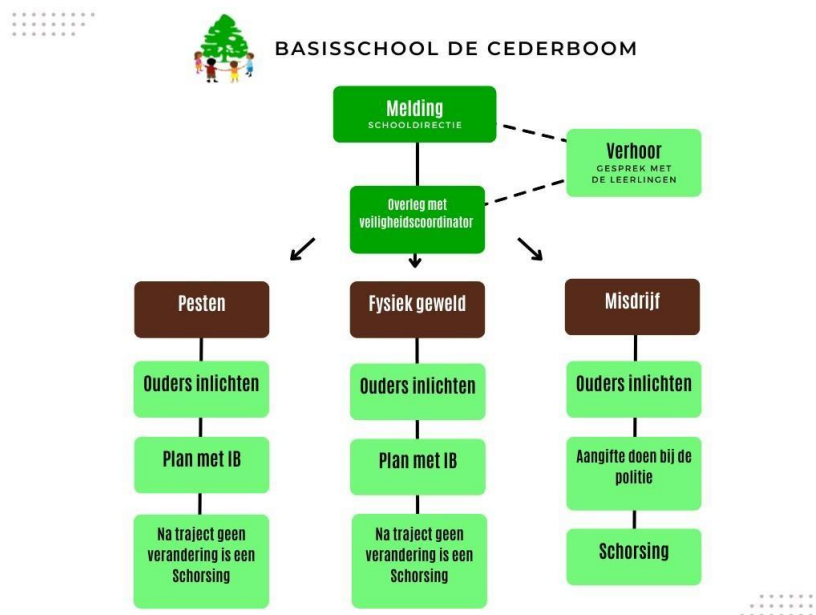 BASISSCHOOL DE CEDERBOOM
Melding
SCHOOLDIRECTIE
Verhoor
GESPREK MET
DE LEERLINGEN
Overleg met
veiligheidscoordinator
Pesten
Fysiek geweld
Misdrijf
Ouders inlichten
Ouders inlichten
Ouders inlichten
Plan met IB
Plan met IB
Aangifte doen bij de
politie
Na traject geen
verandering is een
Schorsing
Na traject geen
verandering is een
Schorsing
Schorsing